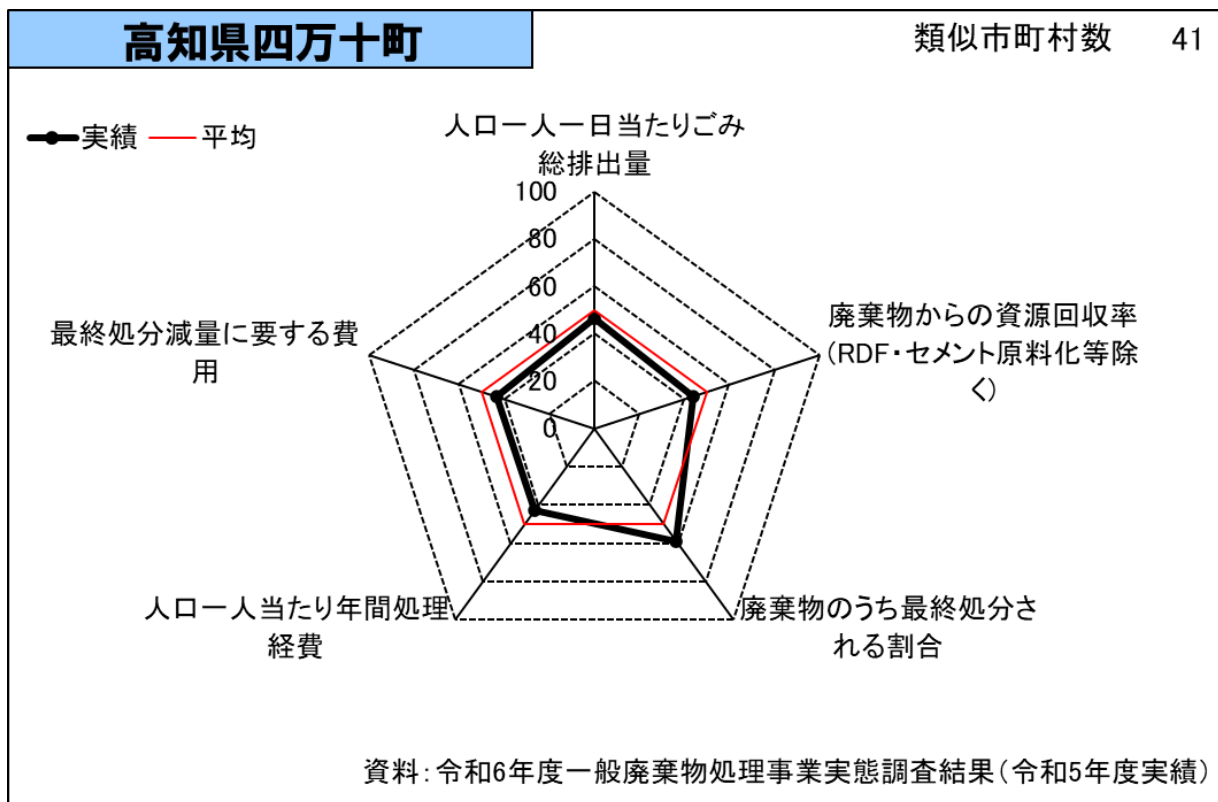 高知県四万十町
類似市町村数 41
実績 平均
人口一人一日当たりごみ
総排出量
100
80
60
40
20
0
廃棄物からの資源回収率
(RDF・セメント原料化等除
く)
最終処分減量に要する費
用
人口一人当たり年間処理
経費
廃棄物のうち最終処分さ
れる割合
資料:令和6年度一般廃棄物処理事業実態調査結果(令和5年度実績)